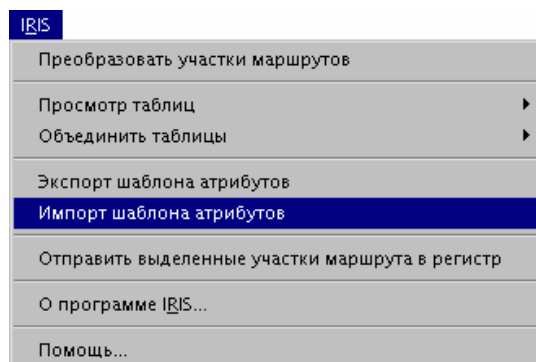 IRIS
Преобразовать участки маршрутов
Просмотр таблиц
Объединить таблицы
Экспорт шаблона атрибутов
Импорт шаблона атрибутов
Отправить выделенные участки маршрута в регистр
О программе IRIS...
Помощь...